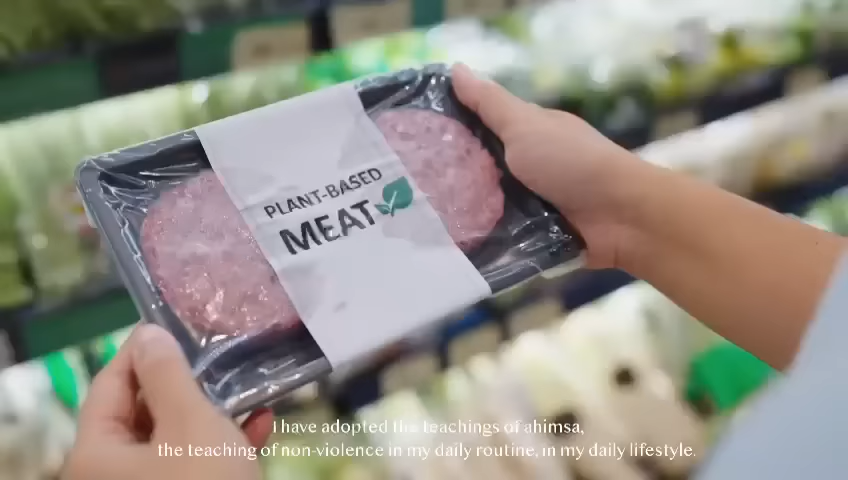 PLANT-BASED
MEAT
I have adopted the teachings of ahimsa,
the teaching of non-violence in my daily routine, in my daily lifestyle.